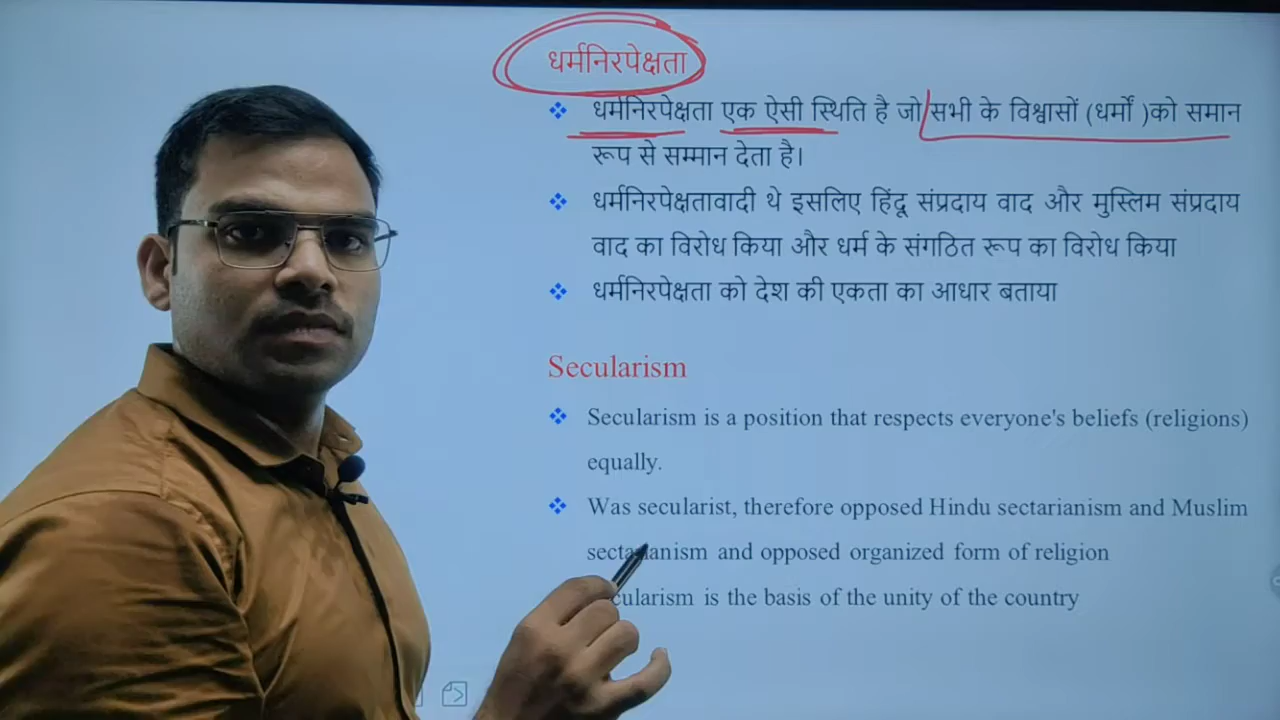 धर्मनिरपेक्षता
धर्मनिरपेक्षता एक ऐसी स्थिति है जो सभी के विश्वासों (धर्मों )को समान
रूप से सम्मान देता है।
धर्मनिरपेक्षतावादी थे इसलिए हिंदू संप्रदाय वाद और मुस्लिम संप्रदाय
वाद का विरोध किया और धर्म के संगठित रूप का विरोध किया
धर्मनिरपेक्षता को देश की एकता का आधार बताया
Secularism
Secularism is a position that respects everyone's beliefs (religions)
equally.
Was secularist, therefore opposed Hindu sectarianism and Muslim
sectarianism and opposed organized form of religion
is the basis of the unity of the country